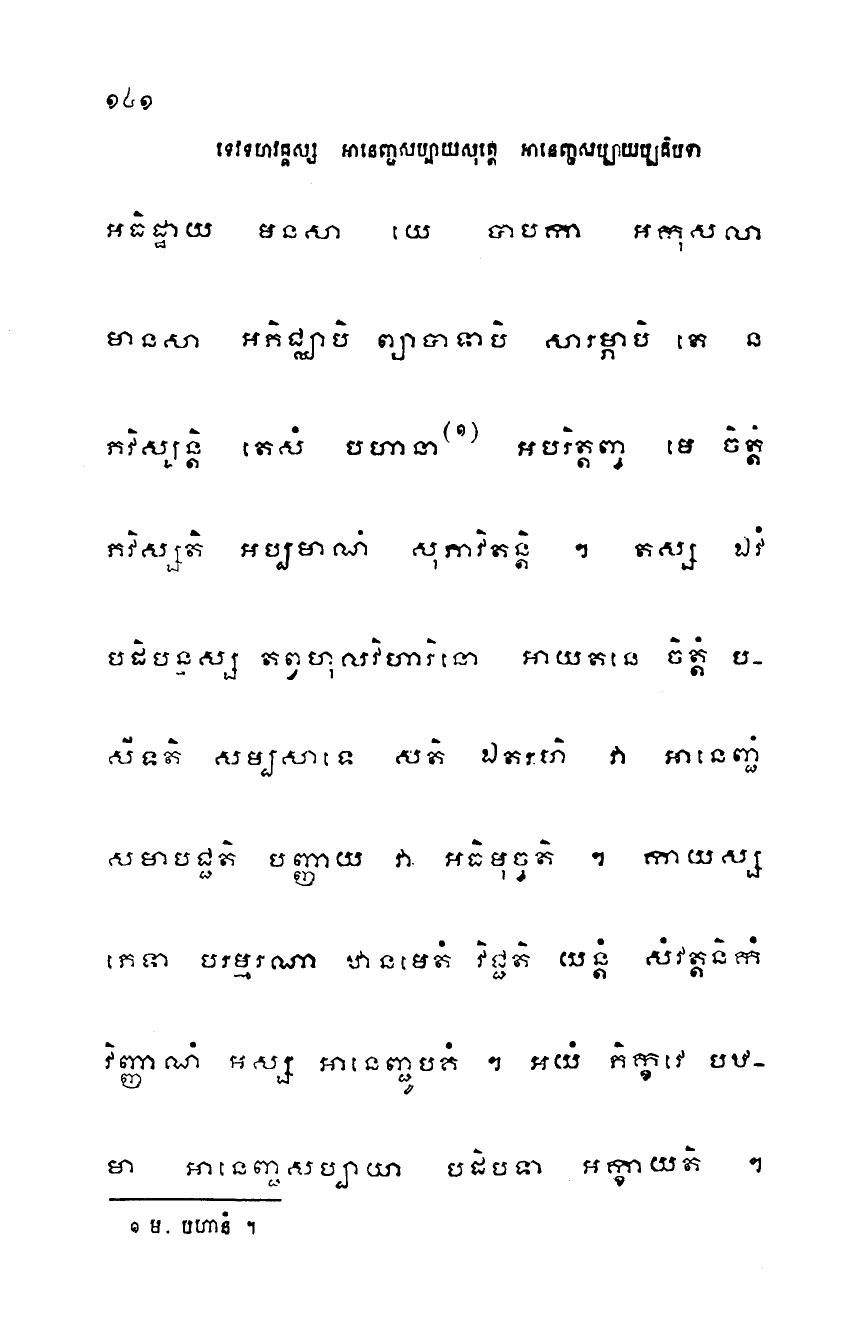 ១៤១
ទេវទហវគ្គស្ស អានេញ្ជសប្បាយសុត្តេ អានេញ្ជសប្បាយប្បដិបទា
អធិដ្ឋាយ មនសា យេ បាបកា អកុសលា
មានសា អភិជ្ឈាបិ ព្យាបាទាបិ សារម្ភាបិ តេ ន
ភវិស្សន្តិ តេសំ បហានា(១) អបរិត្តញ្ច មេ ចិត្តំ
ភវិស្សតិ អប្បមាណំ សុភាវិតន្តិ ។ តស្ស ឯវំ
បដិបន្នស្ស តព្វហុលវិហារិនោ អាយតនេ ចិត្តំ ប-
សីទតិ សម្បសាទេ សតិ ឯតរហិ វា អានេញ្ជំ
សមាបជ្ជតិ បញ្ញាយ វា អធិមុច្ចតិ ។ កាយស្ស
ភេទា បរម្មរណា ឋានមេតំ វិជ្ជតិ យន្តំ សំវត្តនិកំ
វិញ្ញាណំ អស្ស អានេញ្ជូបគំ ។ អយំ ភិក្ខវេ បឋ-
មា អានេញ្ជសប្បាយា បដិបទា អក្ខាយតិ ។
១ ម. បហានំ ។